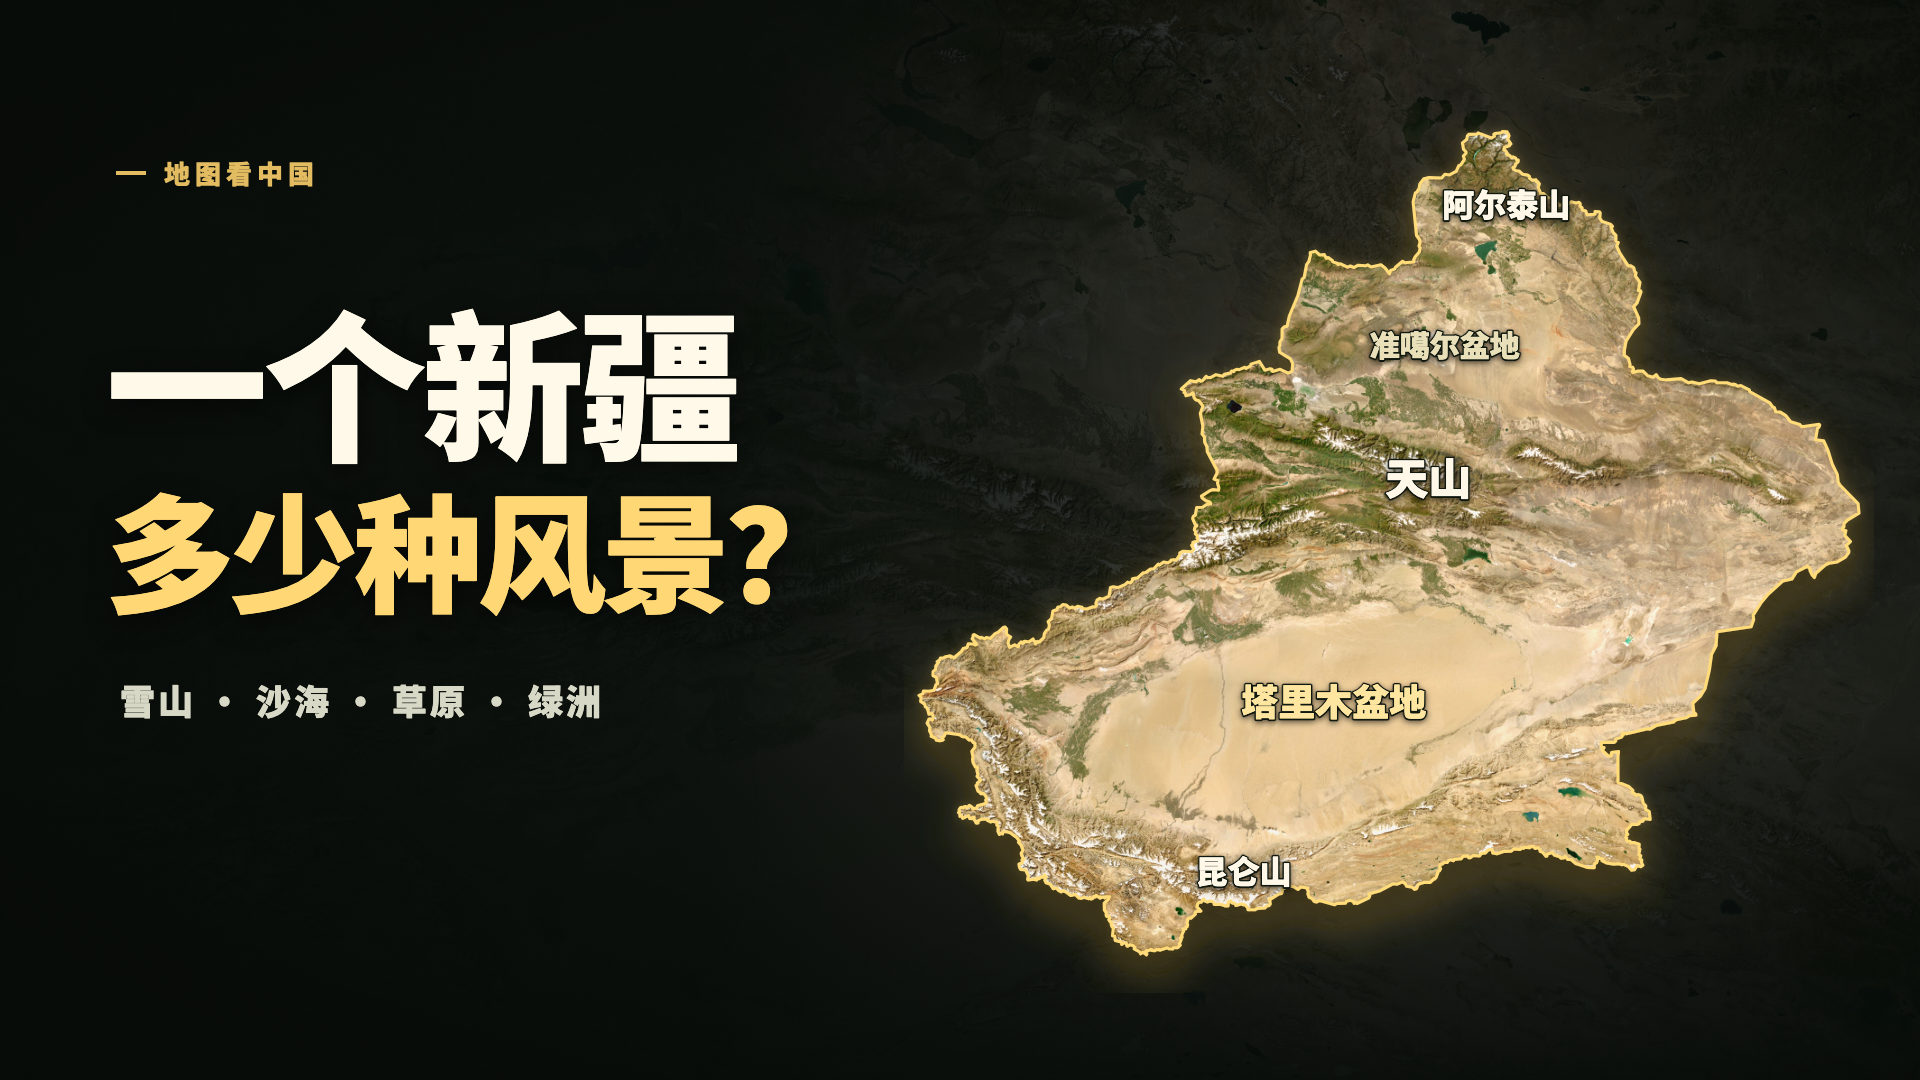 一 地图看中国
一个新疆
多少种风景?
雪山 · 沙海 · 草原 · 绿洲
阿尔泰山
准噶尔盆地
天山
塔里木盆地
昆仑山